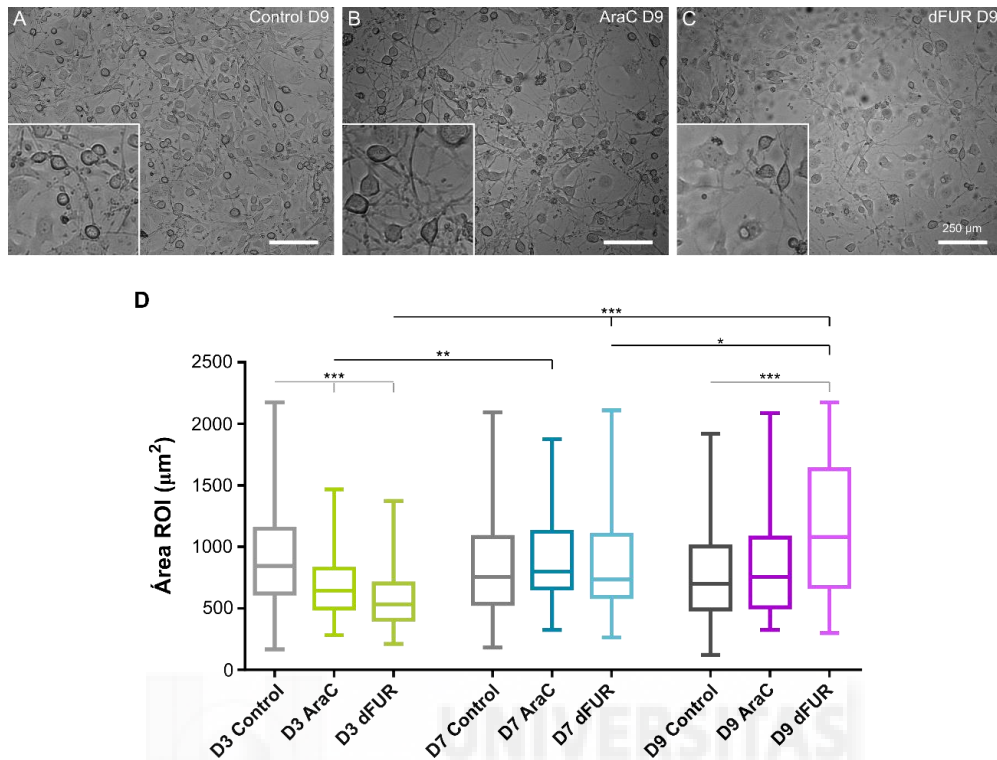 A
Control D9
B
AraC D9
C
dFUR D9
250 µm
D
***
*
**
***
***
2500
2000
1500
1000
500
0
Área ROI (µm²)
D3 Control
D3 AraC
D3 dFUR
D7 Control
D7 AraC
D7 dFUR
D9 Control
D9 AraC
D9 dFUR
UNIVERSITAS